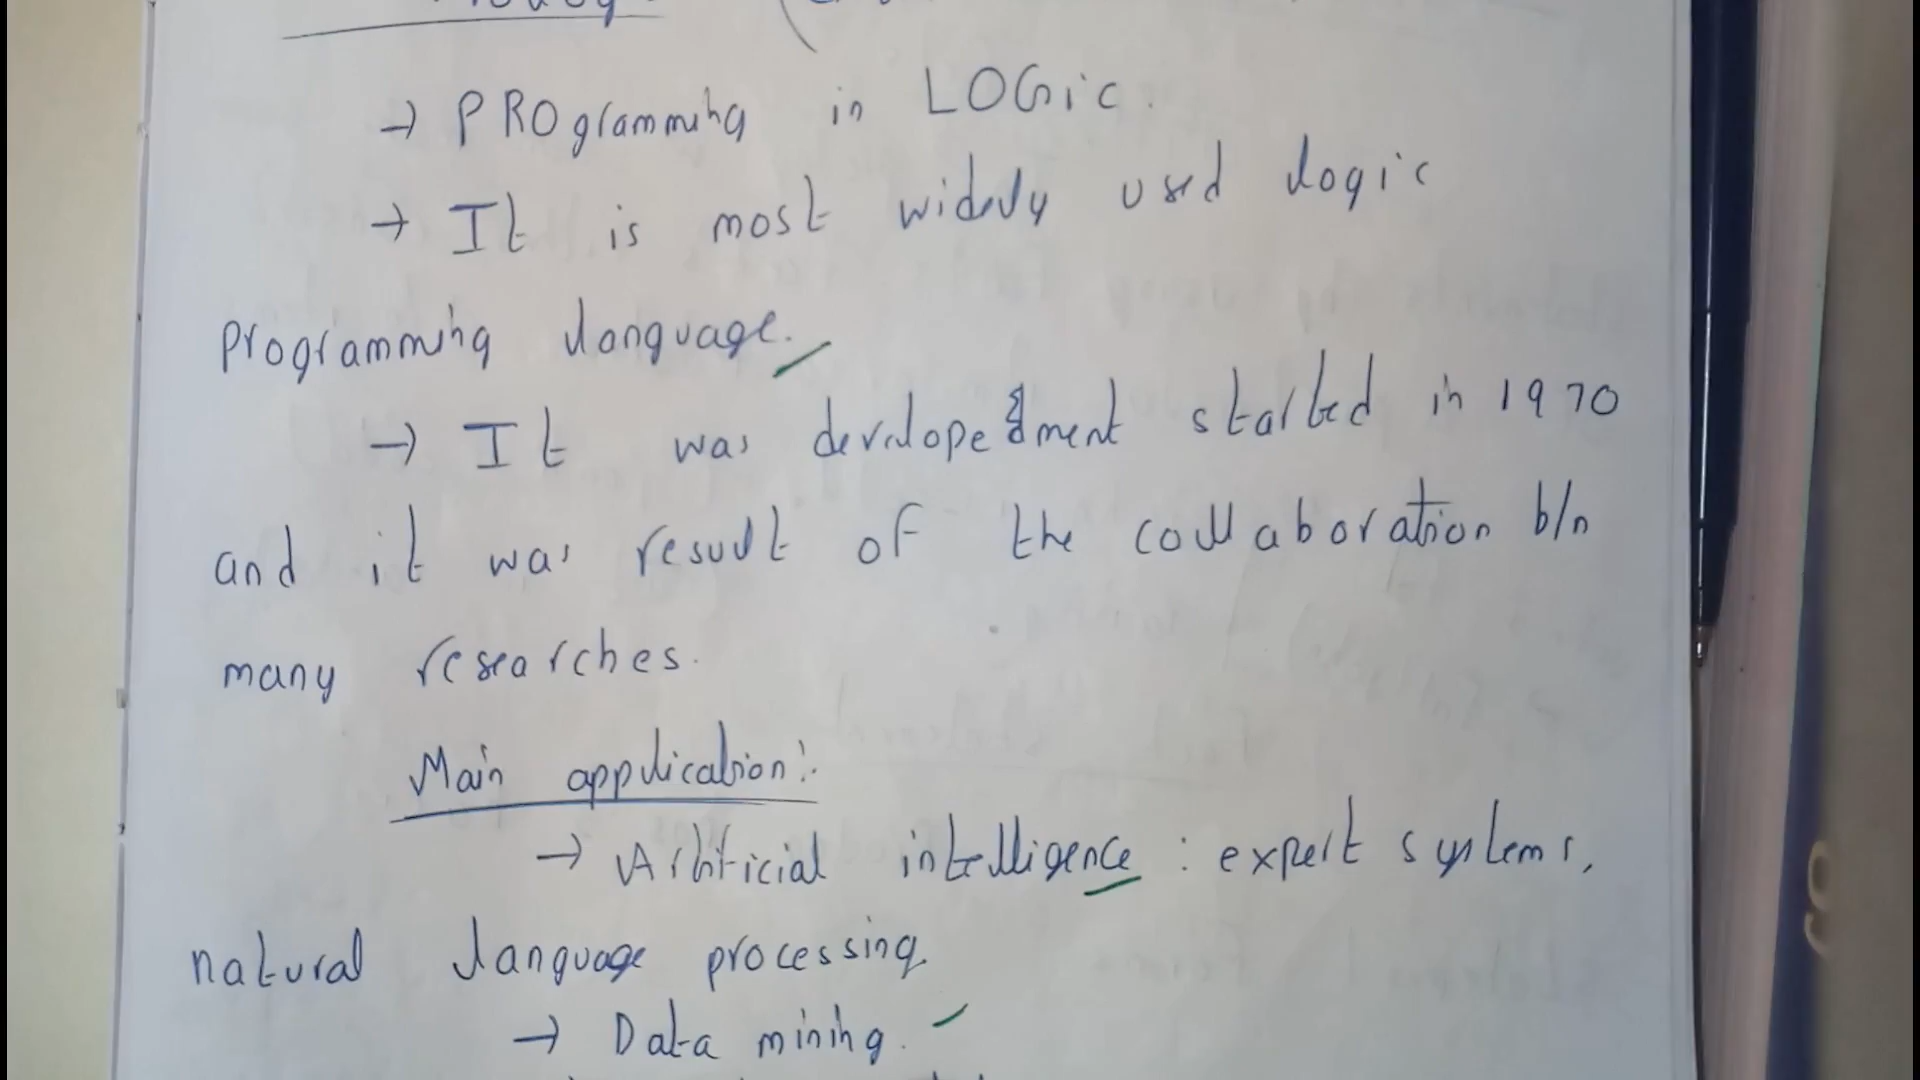 → PROgramming in LOGic.
→ It is most widely used logic
programming language.
→ It was developement started in 1970
and it was result of the collaboration b/n
many researches.
Main application:
→ Artificial intelligence : expert systems,
natural language processing
→ Data mining.